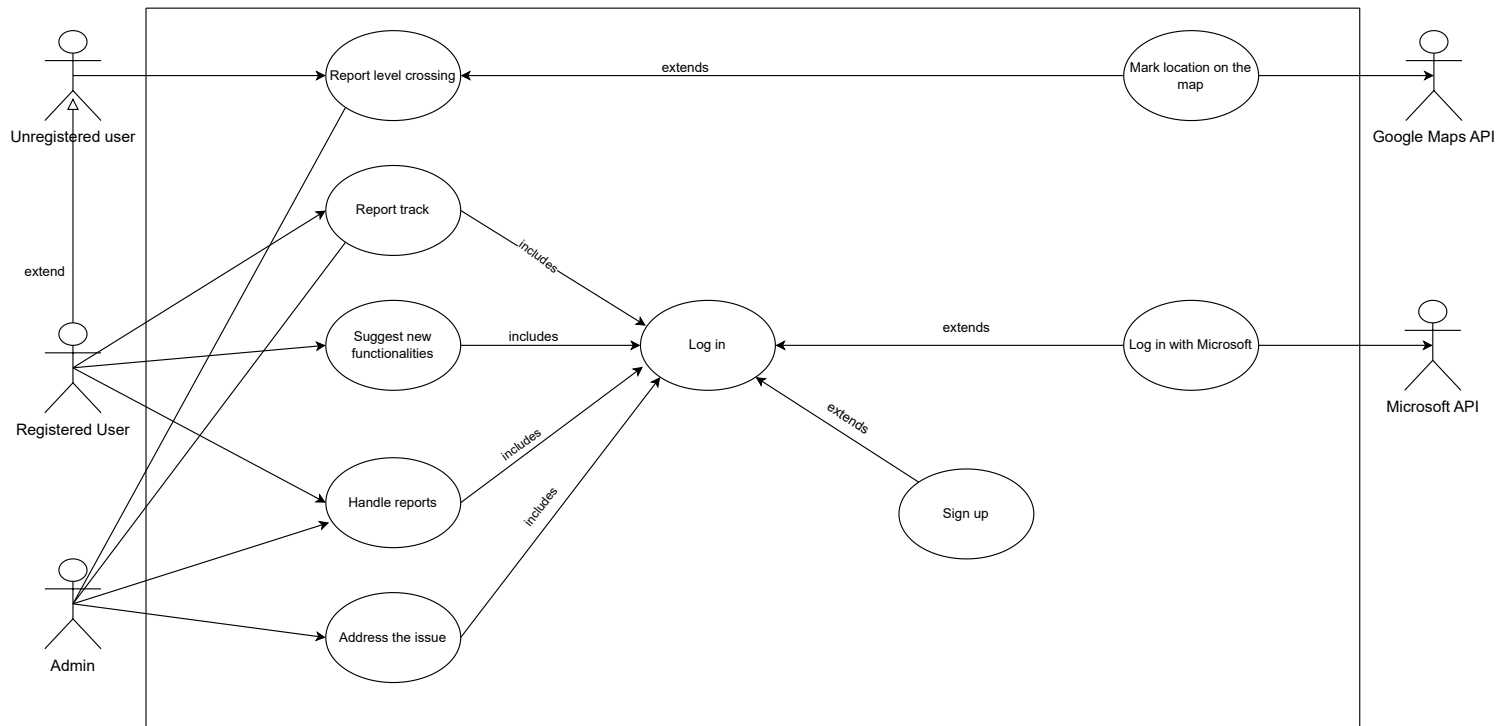 Report level crossing
extends
Mark location on the
map
Unregistered user
Google Maps API
Report track
includes
extend
Suggest new
functionalities
includes
Log in
extends
Log in with Microsoft
Registered User
Microsoft API
extends
includes
Handle reports
includes
Sign up
Address the issue
Admin